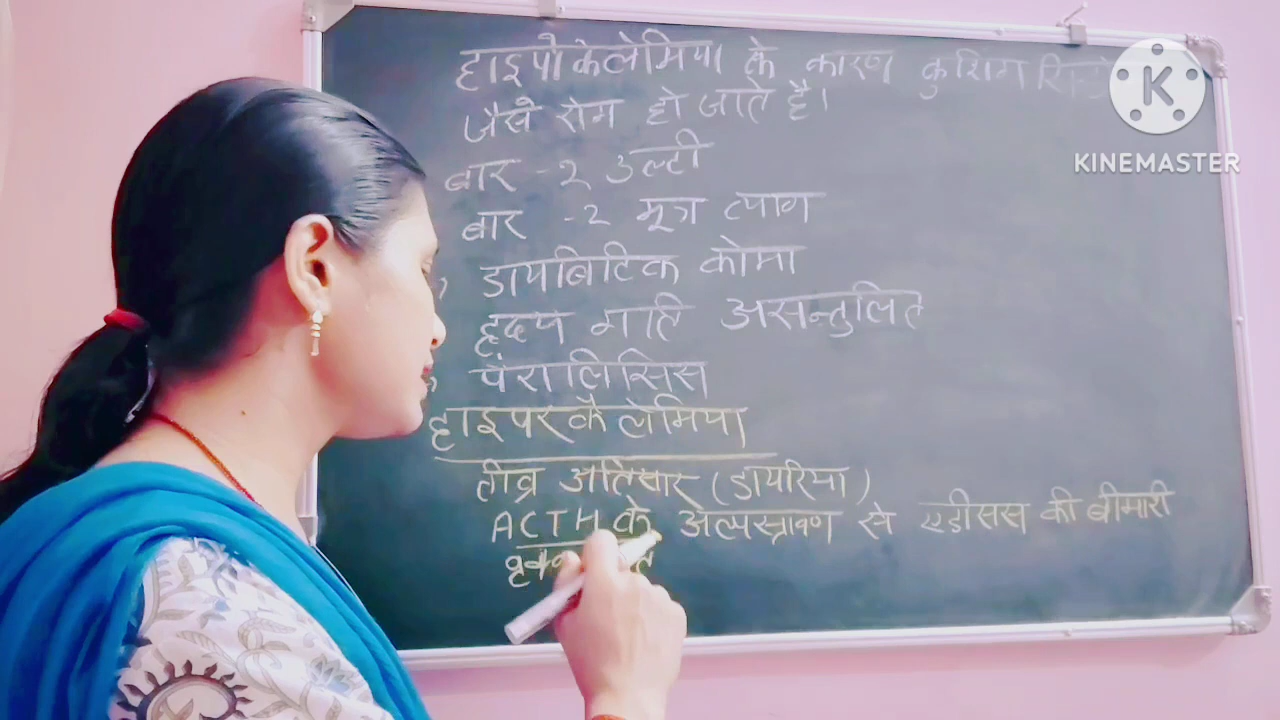 हाइपोकेलेमिया के कारण कुशिंग
जैसे रोग हो जाते है।
बार -2 उल्टी
बार -2 मूत्र त्याग
डायबिटिक कोमा
हृदय गति असन्तुलित
पैरालिसिस
हाइपरकैलेमिया
तीव्र अतिसार (डायरिया)
ACTH के अल्पस्रावण से एडीसस की बीमारी
K
KINEMASTER